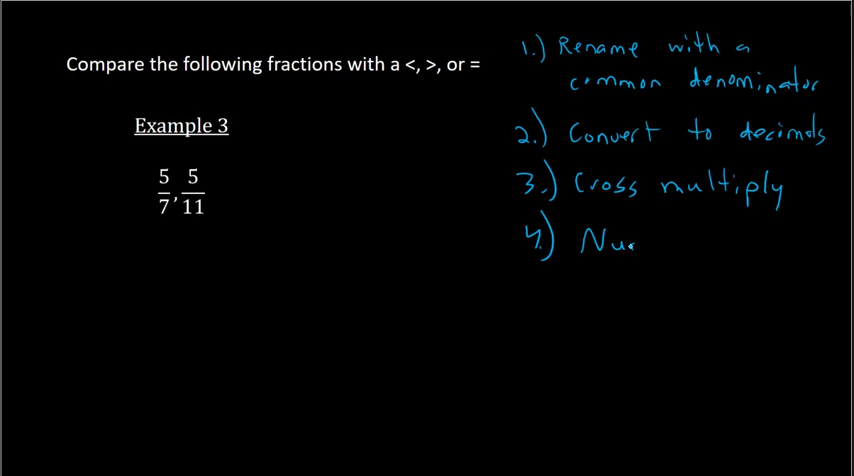 Compare the following fractions with a <, >, or =
Example 3
5/7, 5/11
1.) Rename with a
common denominator
2.) Convert to decimals
3.) Cross multiply
4.) Nu